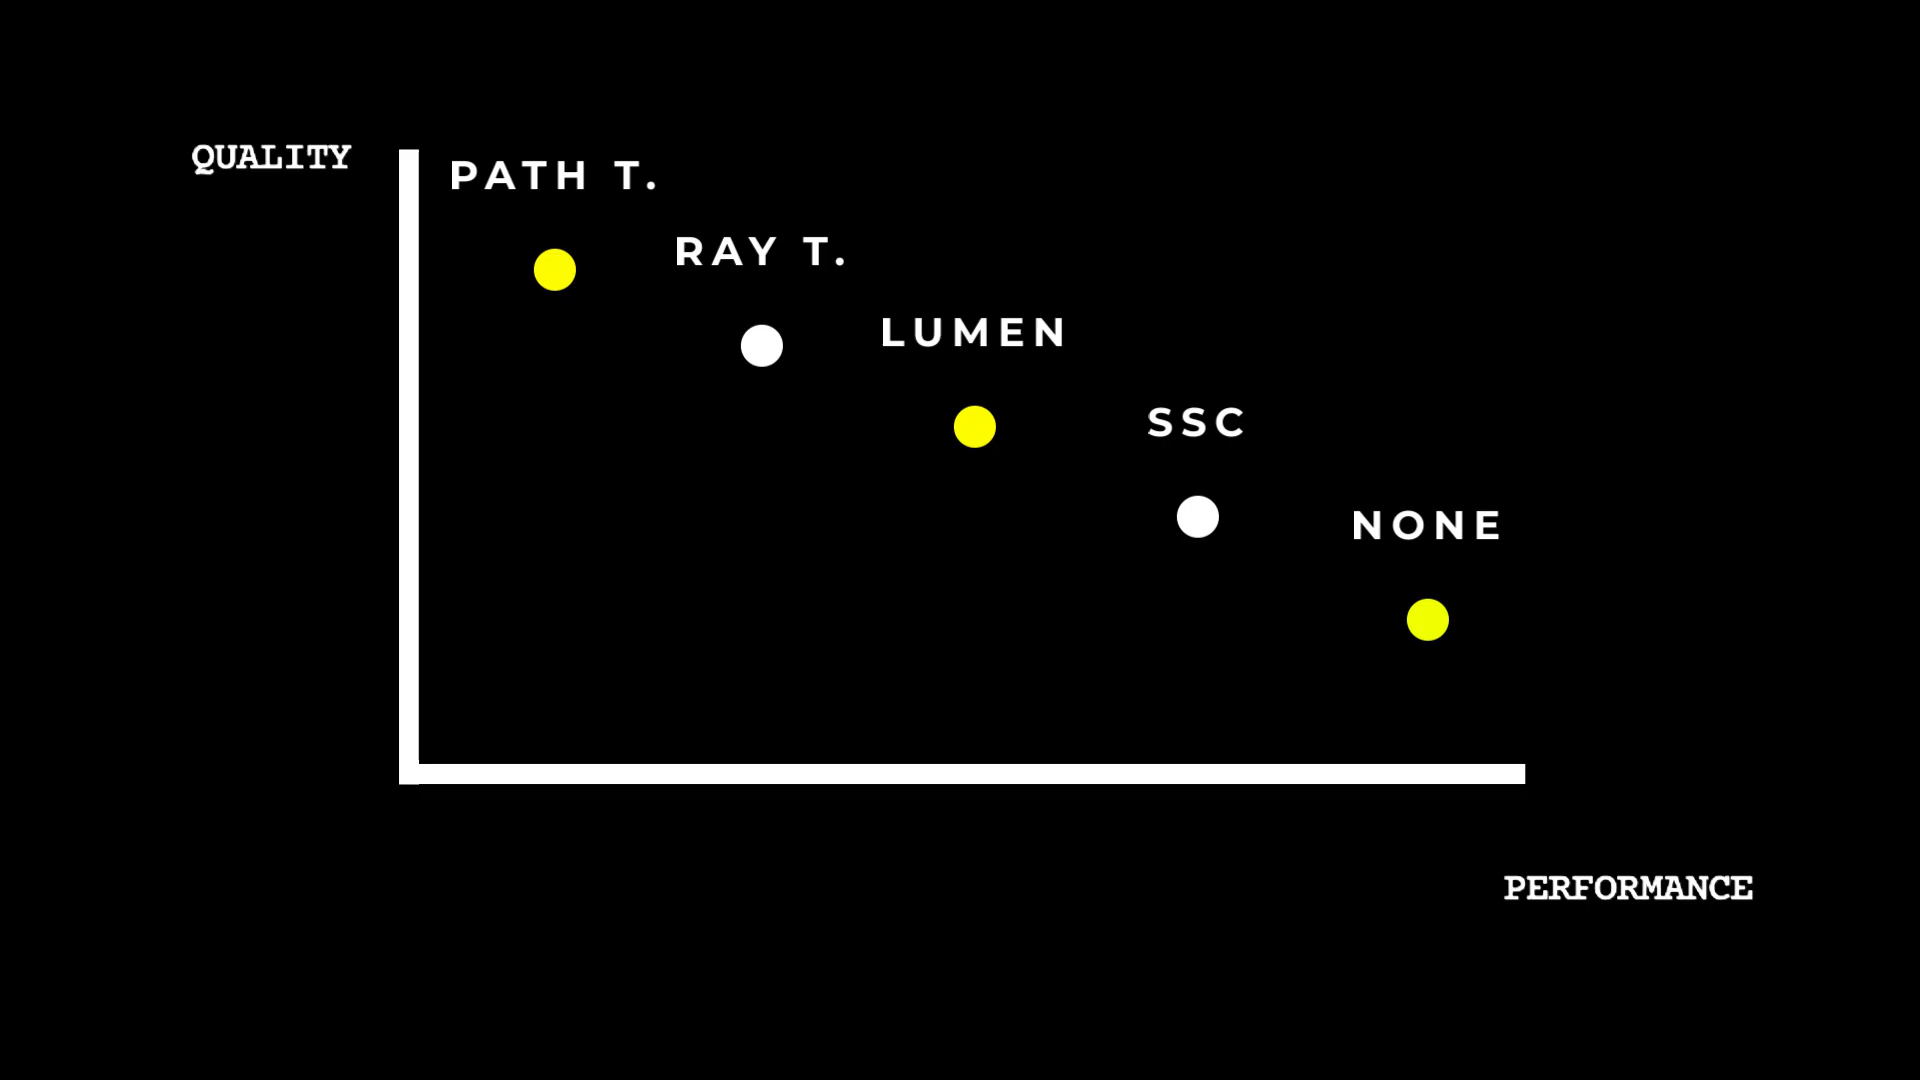 QUALITY
PATH T.
RAY T.
LUMEN
SSC
NONE
PERFORMANCE